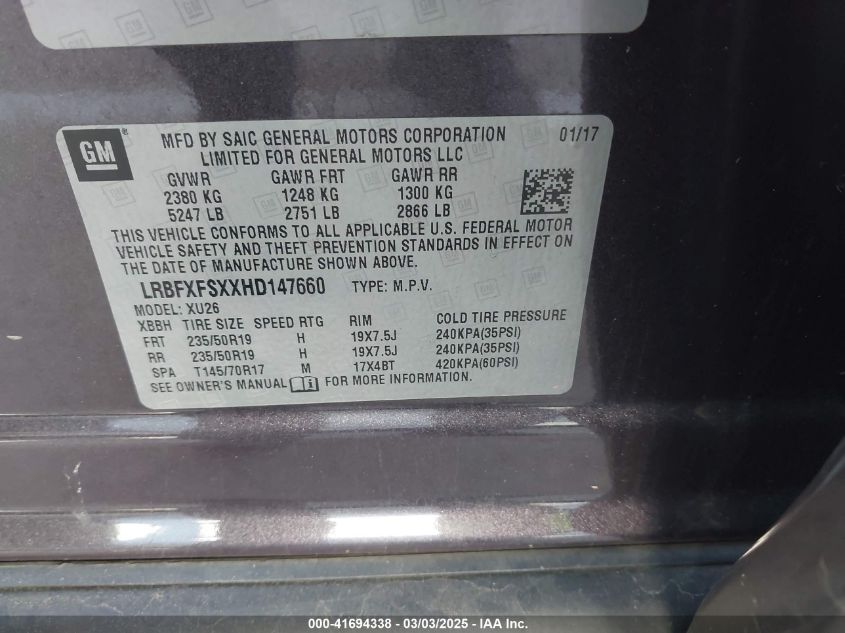 GM
MFD BY SAIC GENERAL MOTORS CORPORATION 01/17
LIMITED FOR GENERAL MOTORS LLC
GVWR GAWR FRT GAWR RR
2380 KG 1248 KG 1300 KG
5247 LB 2751 LB 2866 LB
THIS VEHICLE CONFORMS TO ALL APPLICABLE U.S. FEDERAL MOTOR
VEHICLE SAFETY AND THEFT PREVENTION STANDARDS IN EFFECT ON
THE DATE OF MANUFACTURE SHOWN ABOVE.
LRBFXFSXXHD147660 TYPE: M.P.V.
MODEL: XU26
XBBH TIRE SIZE SPEED RTG RIM COLD TIRE PRESSURE
FRT 235/50R19 H 19X7.5J 240KPA(35PSI)
RR 235/50R19 H 19X7.5J 240KPA(35PSI)
SPA T145/70R17 M 17X4BT 420KPA(60PSI)
SEE OWNER'S MANUAL FOR MORE INFORMATION.
000-41694338 - 03/03/2025 - IAA Inc.